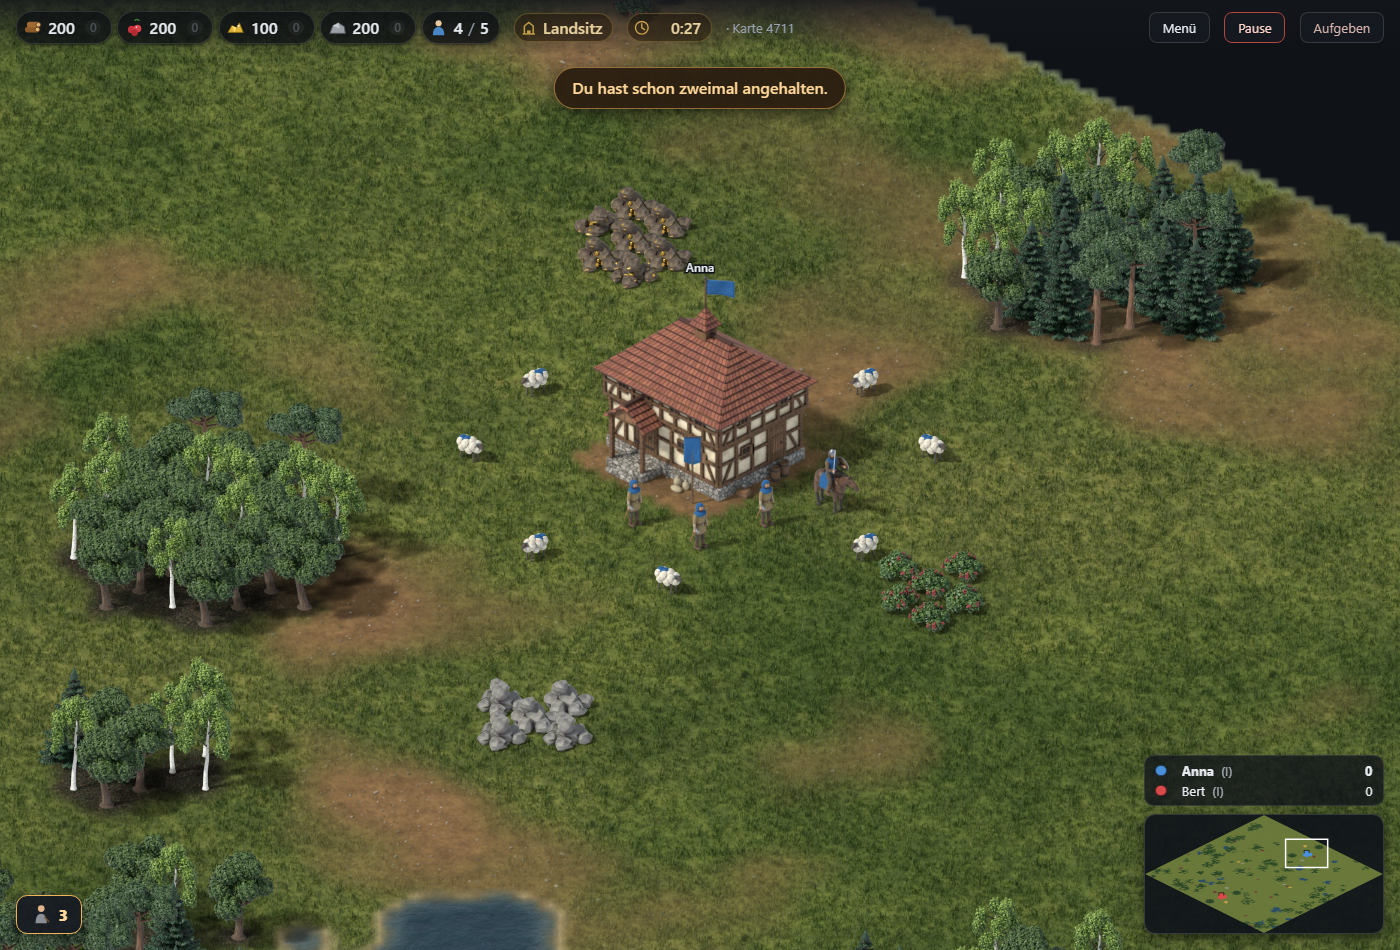 200 0 200 0 100 0 200 0 4 / 5 Landsitz 0:27 · Karte 4711 Menü Pause Aufgeben
Du hast schon zweimal angehalten.
Anna
Anna (I) 0
Bert (I) 0
3